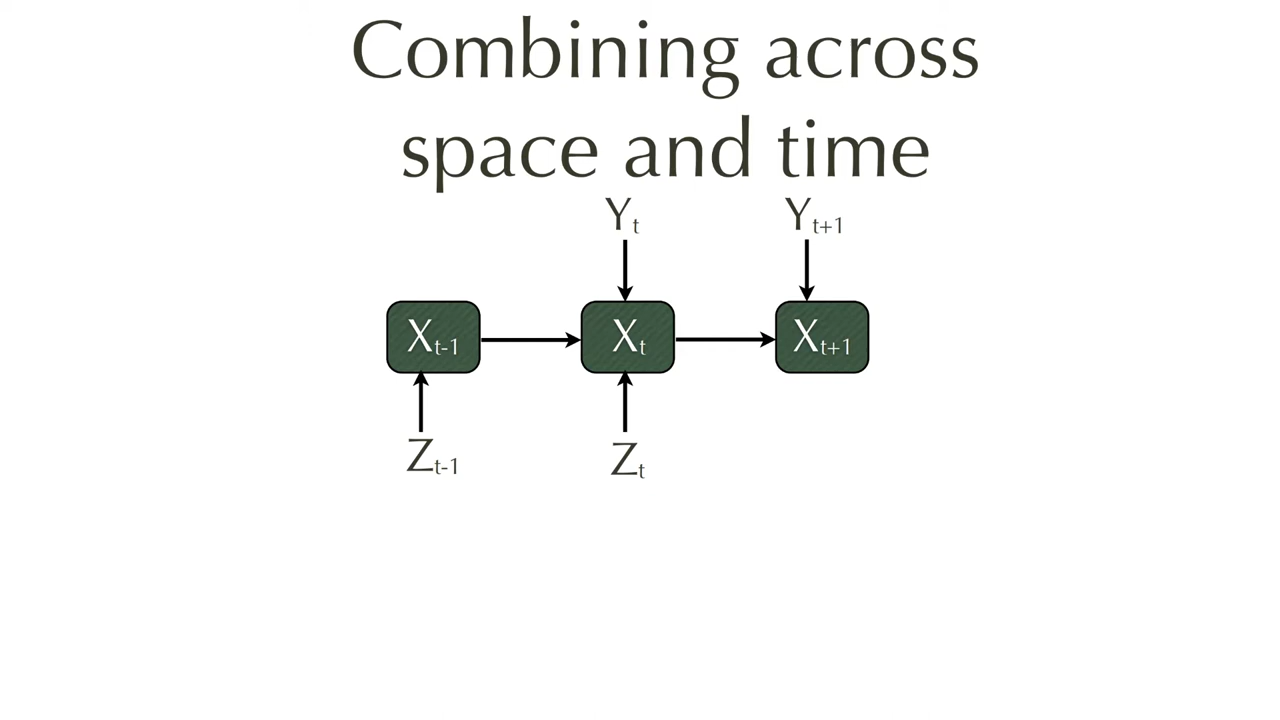 Combining across
space and time
Yt Yt+1
Xt-1 Xt Xt+1
Zt-1 Zt